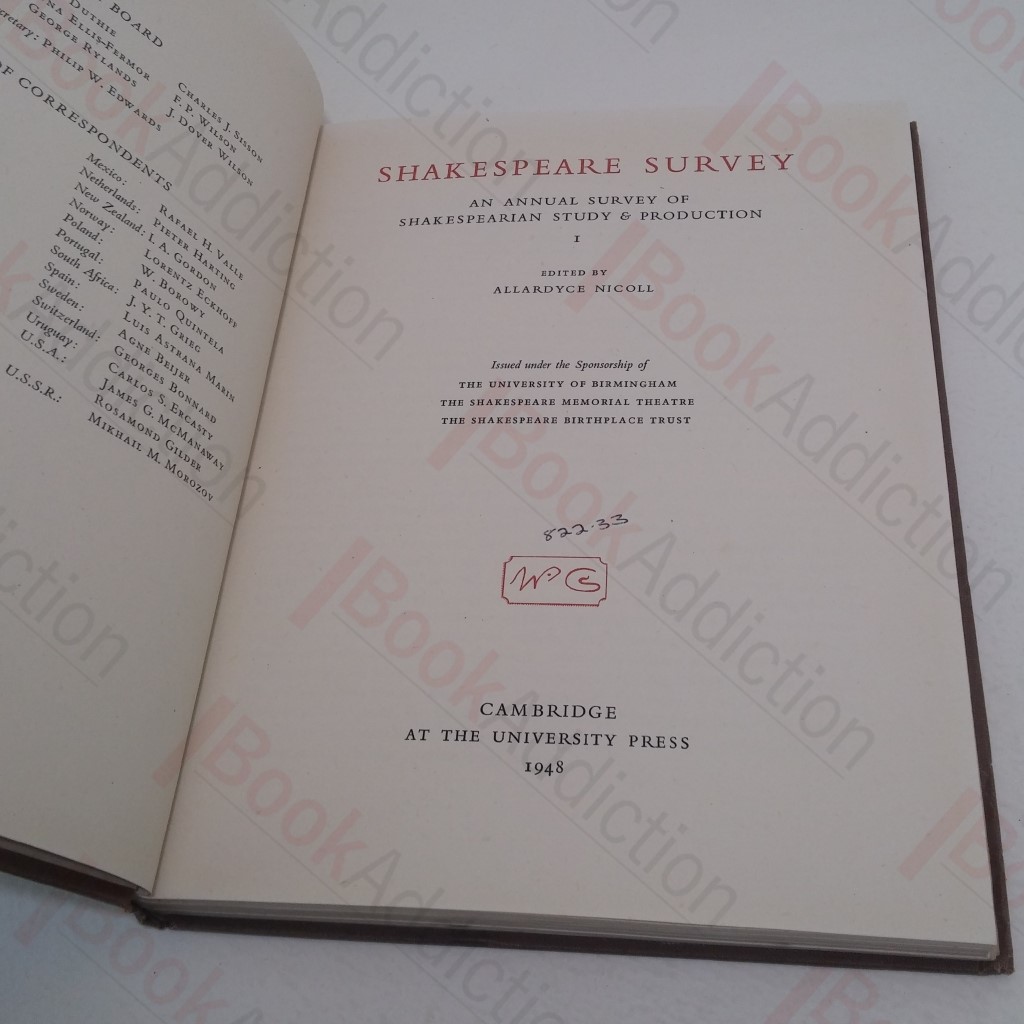 BOARD
DUTHIE
ELLIS-FERMOR
GEORGE RYLANDS
PHILIP W. EDWARDS
CHARLES J. SISSON
F. P. WILSON
J. DOVER WILSON
OF CORRESPONDENTS
Mexico: RAFAEL H. VALLE
Netherlands: PIETER HARTING
New Zealand: I. A. GORDON
Norway: LORENTZ ECKHOFF
Poland: W. BOROWY
Portugal: PAULO QUINTELA
South Africa: J. Y. T. GREIG
Spain: LUIS ASTRANA MARIN
Sweden: AGNE BEIJER
Switzerland: GEORGES BONNARD
Uruguay: CARLOS S. ERCASTY
U.S.A.: JAMES G. MCMANAWAY
ROSAMOND GILDER
U.S.S.R.: MIKHAIL M. MOROZOV
SHAKESPEARE SURVEY
AN ANNUAL SURVEY OF
SHAKESPEARIAN STUDY & PRODUCTION
I
EDITED BY
ALLARDYCE NICOLL
Issued under the Sponsorship of
THE UNIVERSITY OF BIRMINGHAM
THE SHAKESPEARE MEMORIAL THEATRE
THE SHAKESPEARE BIRTHPLACE TRUST
822.33
CAMBRIDGE
AT THE UNIVERSITY PRESS
1948
BookAddiction